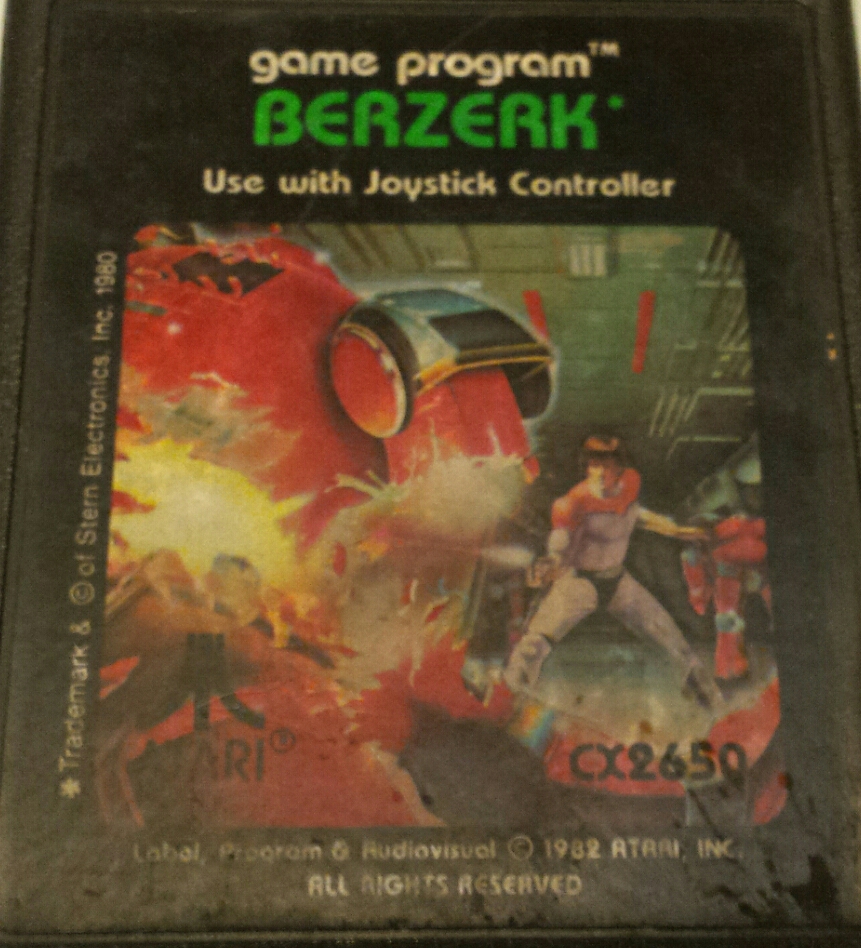 game program™
BERZERK*
Use with Joystick Controller
* Trademark & © of Stern Electronics, Inc. 1980
ATARI®
CX2650
Label, Program & Audiovisual © 1982 ATARI, INC.
ALL RIGHTS RESERVED